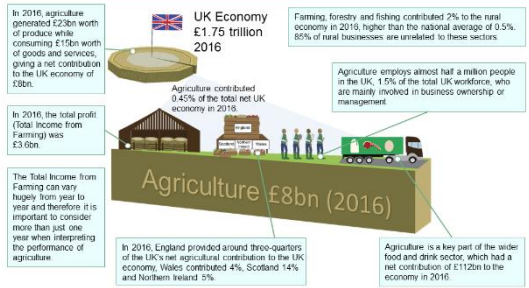 In 2016, agriculture
generated £23bn worth
of produce while
consuming £15bn worth
of goods and services,
giving a net contribution
to the UK economy of
£8bn.
UK Economy
£1.75 trillion
2016
Farming, forestry and fishing contributed 2% to the rural
economy in 2016, higher than the national average of 0.5%.
85% of rural businesses are unrelated to these sectors
Agriculture employs almost half a million people
in the UK, 1.5% of the total UK workforce, who
are mainly involved in business ownership or
management.
Agriculture contributed
0.45% of the total net UK
economy in 2016.
In 2016, the total profit
(Total Income from
Farming) was
£3.6bn.
England
Scotland
Northern Ireland
Wales
The Total Income from
Farming can vary
hugely from year to
year and therefore it is
important to consider
more than just one
year when interpreting
the performance of
agriculture.
Agriculture £8bn (2016)
In 2016, England provided around three-quarters
of the UK's net agricultural contribution to the UK
economy, Wales contributed 4%, Scotland 14%
and Northern Ireland 5%.
Agriculture is a key part of the wider
food and drink sector, which had a
net contribution of £112bn to the
economy in 2016.